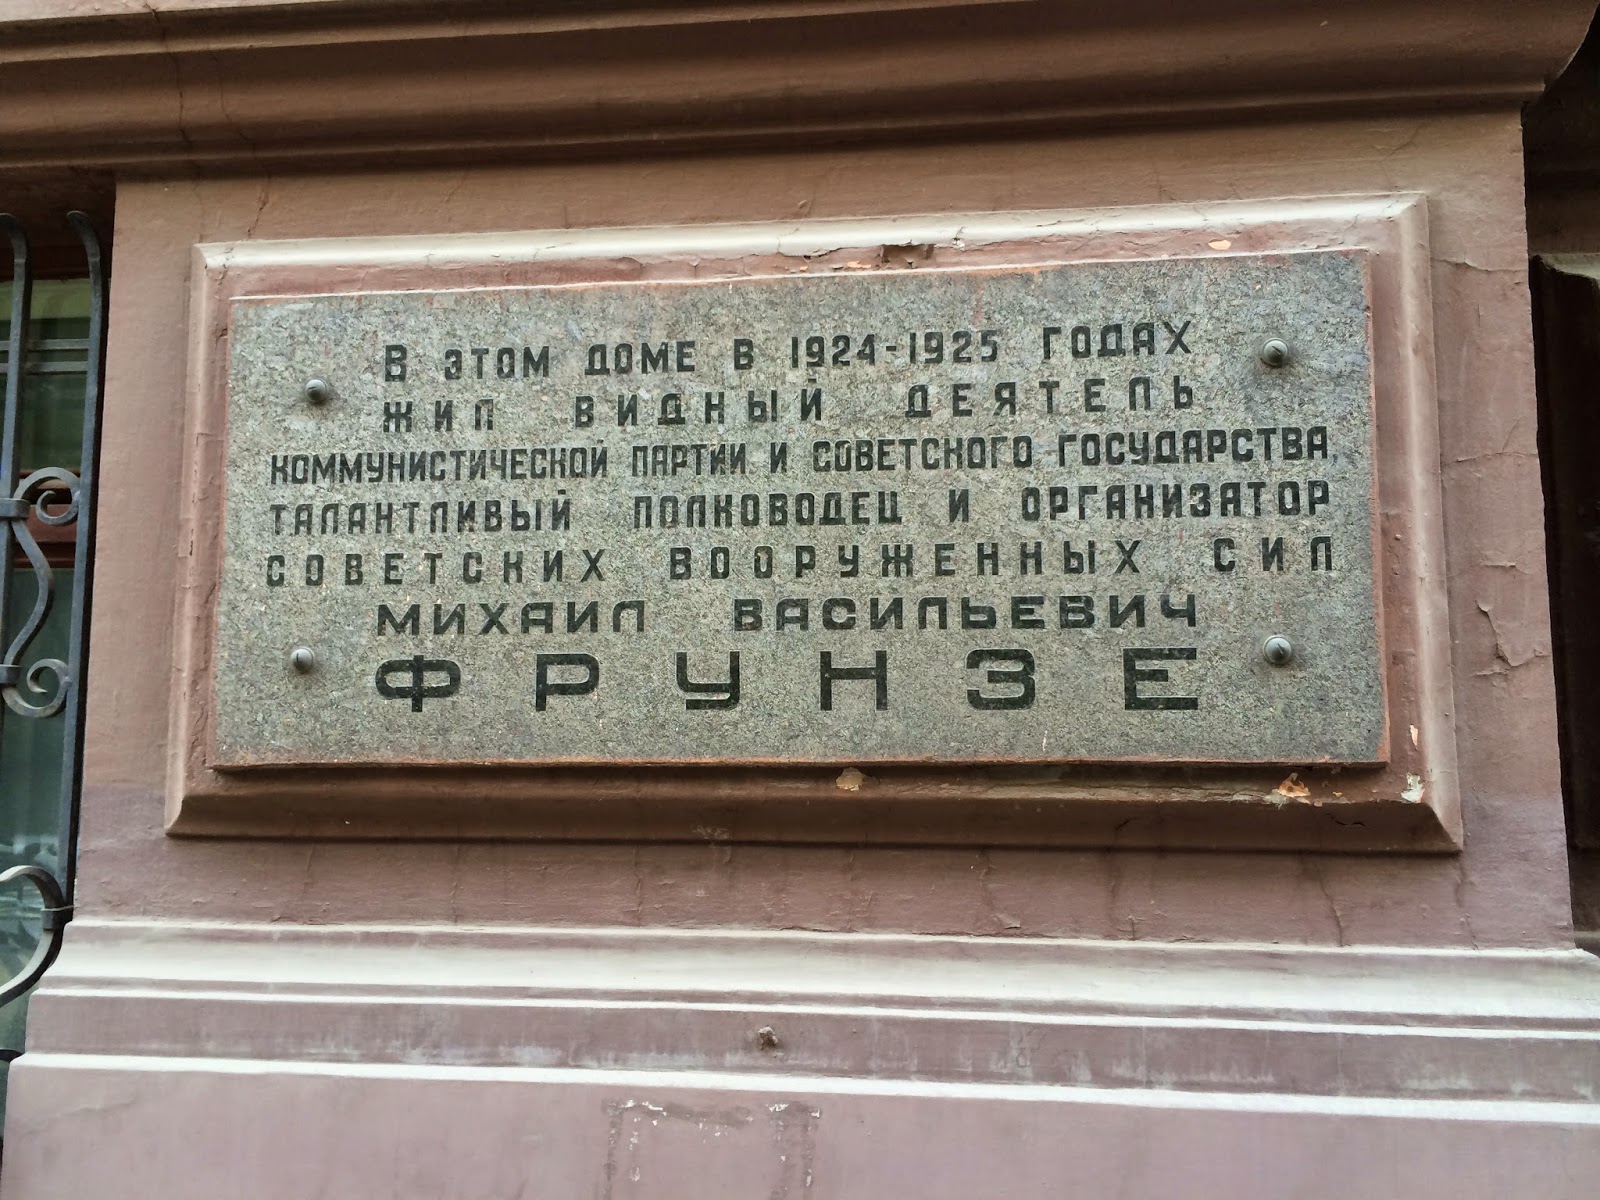 В ЭТОМ ДОМЕ В 1924-1925 ГОДАХ
ЖИЛ ВИДНЫЙ ДЕЯТЕЛЬ
КОММУНИСТИЧЕСКОЙ ПАРТИИ И СОВЕТСКОГО ГОСУДАРСТВА,
ТАЛАНТЛИВЫЙ ПОЛКОВОДЕЦ И ОРГАНИЗАТОР
СОВЕТСКИХ ВООРУЖЕННЫХ СИЛ
МИХАИЛ ВАСИЛЬЕВИЧ
ФРУНЗЕ